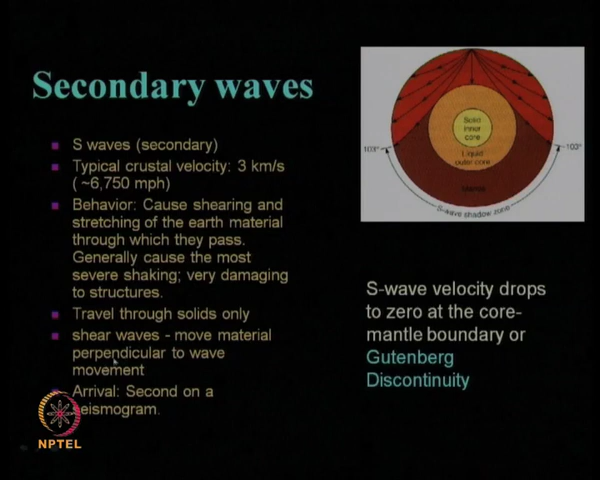 Secondary waves
S waves (secondary)
Typical crustal velocity: 3 km/s
( ~6,750 mph)
Behavior: Cause shearing and
stretching of the earth material
through which they pass.
Generally cause the most
severe shaking; very damaging
to structures.
Travel through solids only
shear waves - move material
perpendicular to wave
movement
Arrival: Second on a
seismogram.
Solid
inner
core
Liquid
outer core
Mantle
103°
103°
S-wave shadow zone
S-wave velocity drops
to zero at the core-
mantle boundary or
Gutenberg
Discontinuity
NPTEL